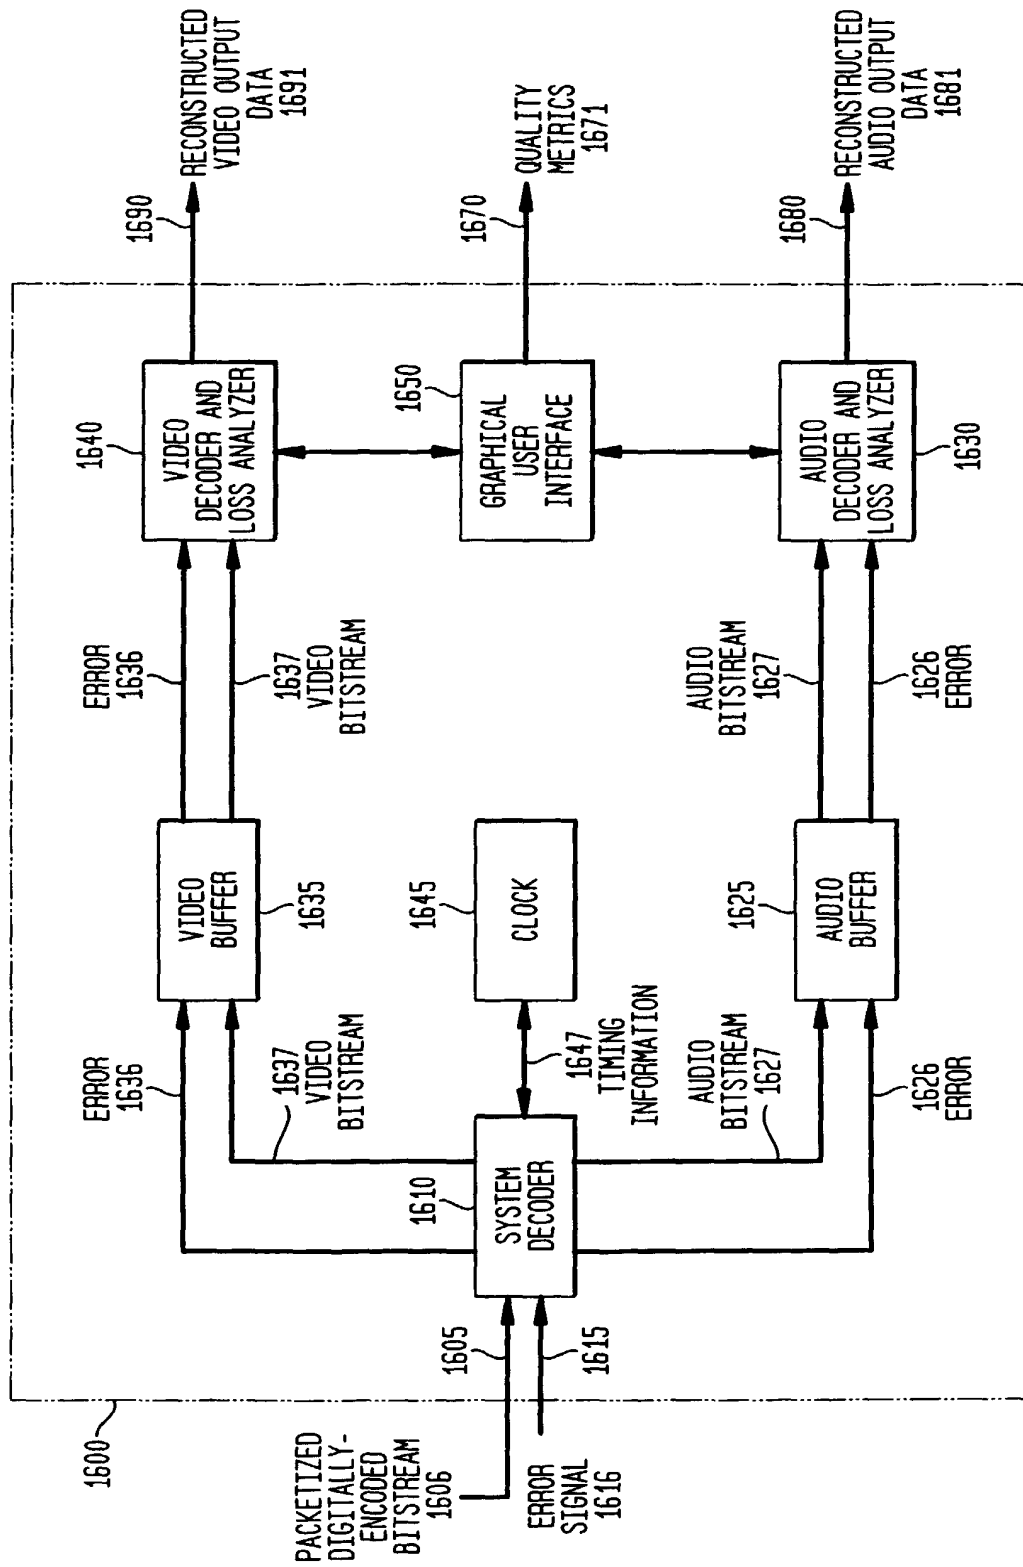 1600
PACKETIZED
DIGITALLY-
ENCODED
BITSTREAM
1606
ERROR
SIGNAL
1616
1605
1615
1610
SYSTEM
DECODER
ERROR
1636
1637
VIDEO
BITSTREAM
1647
TIMING
INFORMATION
AUDIO
BITSTREAM
1627
1626
ERROR
VIDEO
BUFFER
1635
1645
CLOCK
1625
AUDIO
BUFFER
ERROR
1636
1637
VIDEO
BITSTREAM
AUDIO
BITSTREAM
1627
1626
ERROR
1640
VIDEO
DECODER AND
LOSS ANALYZER
1650
GRAPHICAL
USER
INTERFACE
AUDIO
DECODER AND
LOSS ANALYZER
1630
1690
RECONSTRUCTED
VIDEO OUTPUT
DATA
1691
1670
QUALITY
METRICS
1671
1680
RECONSTRUCTED
AUDIO OUTPUT
DATA
1681